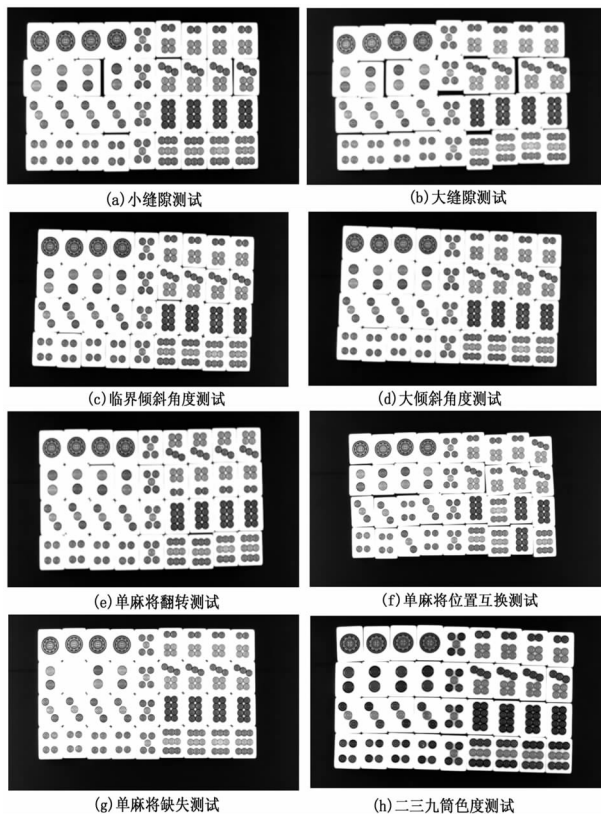 (a)小缝隙测试
(b)大缝隙测试
(c)临界倾斜角度测试
(d)大倾斜角度测试
(e)单麻将翻转测试
(f)单麻将位置互换测试
(g)单麻将缺失测试
(h)二三九筒色度测试